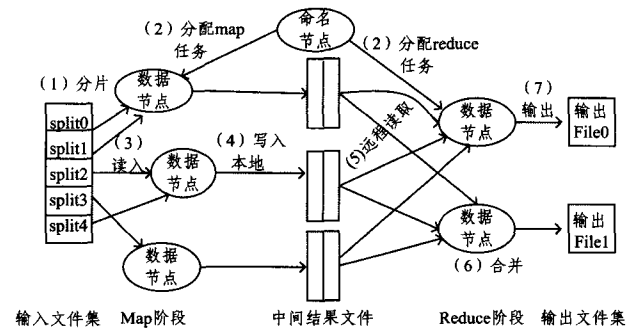 (2) 分配map
任务
命名
节点
(2) 分配reduce
任务
(1) 分片
数据
节点
(7)
输出
split0
split1
split2
split3
split4
(3)
读入
数据
节点
(4) 写入
本地
(5)远程读取
数据
节点
输出
File0
数据
节点
数据
节点
输出
File1
(6) 合并
输入文件集 Map阶段 中间结果文件 Reduce阶段 输出文件集